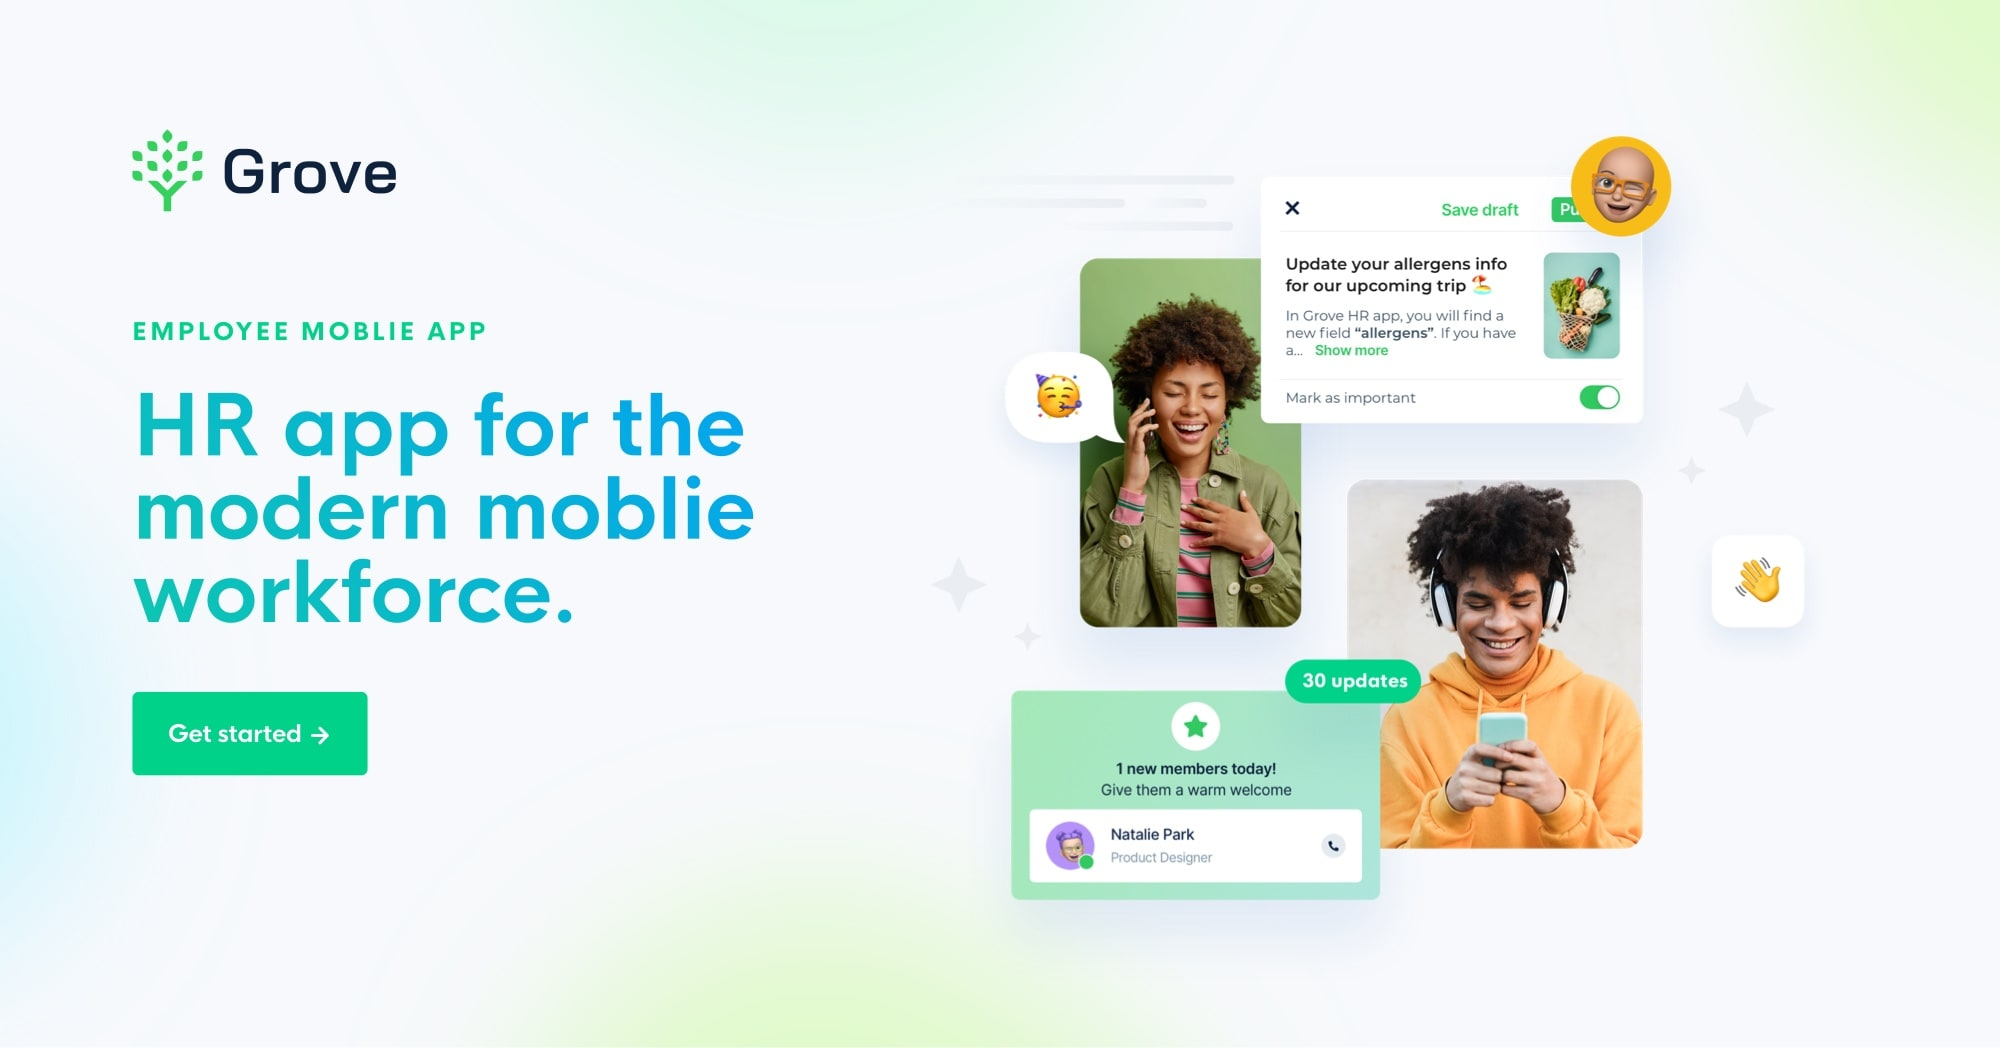 Grove
EMPLOYEE MOBLIE APP
HR app for the
modern moblie
workforce.
Get started →
Save draft
Update your allergens info
for our upcoming trip 🏖️
In Grove HR app, you will find a
new field “allergens”. If you have
a... Show more
Mark as important
30 updates
1 new members today!
Give them a warm welcome
Natalie Park
Product Designer